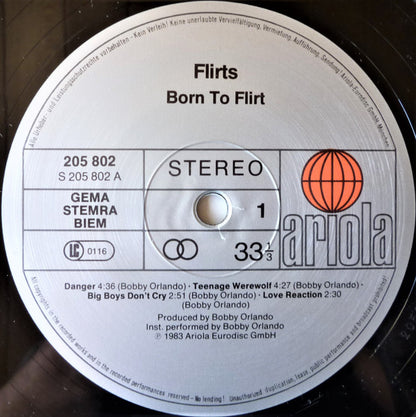 Alle Urheber- und Leistungsschutzrechte vorbehalten - Kein Verleih! Keine unerlaubte Vervielfältigung, Vermietung, Aufführung, Sendung! Ariola-Eurodisc GmbH München
Flirts
Born To Flirt
205 802
S 205 802 A
STEREO
GEMA
STEMRA
BIEM
1
LC 0116
33 1/3
ariola
Danger 4:36 (Bobby Orlando) · Teenage Werewolf 4:27 (Bobby Orlando) ·
Big Boys Don't Cry 2:51 (Bobby Orlando) · Love Reaction 2:30
(Bobby Orlando)
Produced by Bobby Orlando
Inst. performed by Bobby Orlando
℗ 1983 Ariola Eurodisc GmbH
All copyrights in the recorded works and in this record reserved - No lending! Unauthorized duplication, lease, public performance and broadcast prohibited!